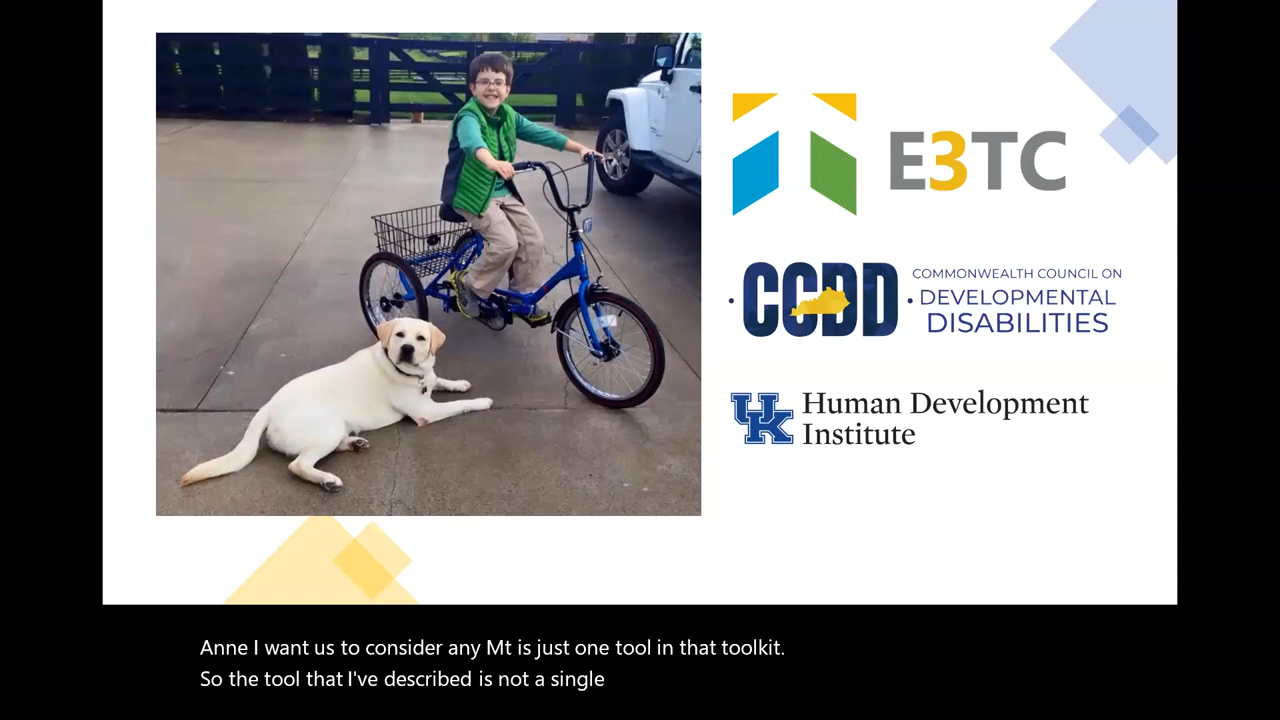 E3TC
CCDD
COMMONWEALTH COUNCIL ON
DEVELOPMENTAL
DISABILITIES
UK Human Development
Institute
Anne I want us to consider any Mt is just one tool in that toolkit.
So the tool that I've described is not a single